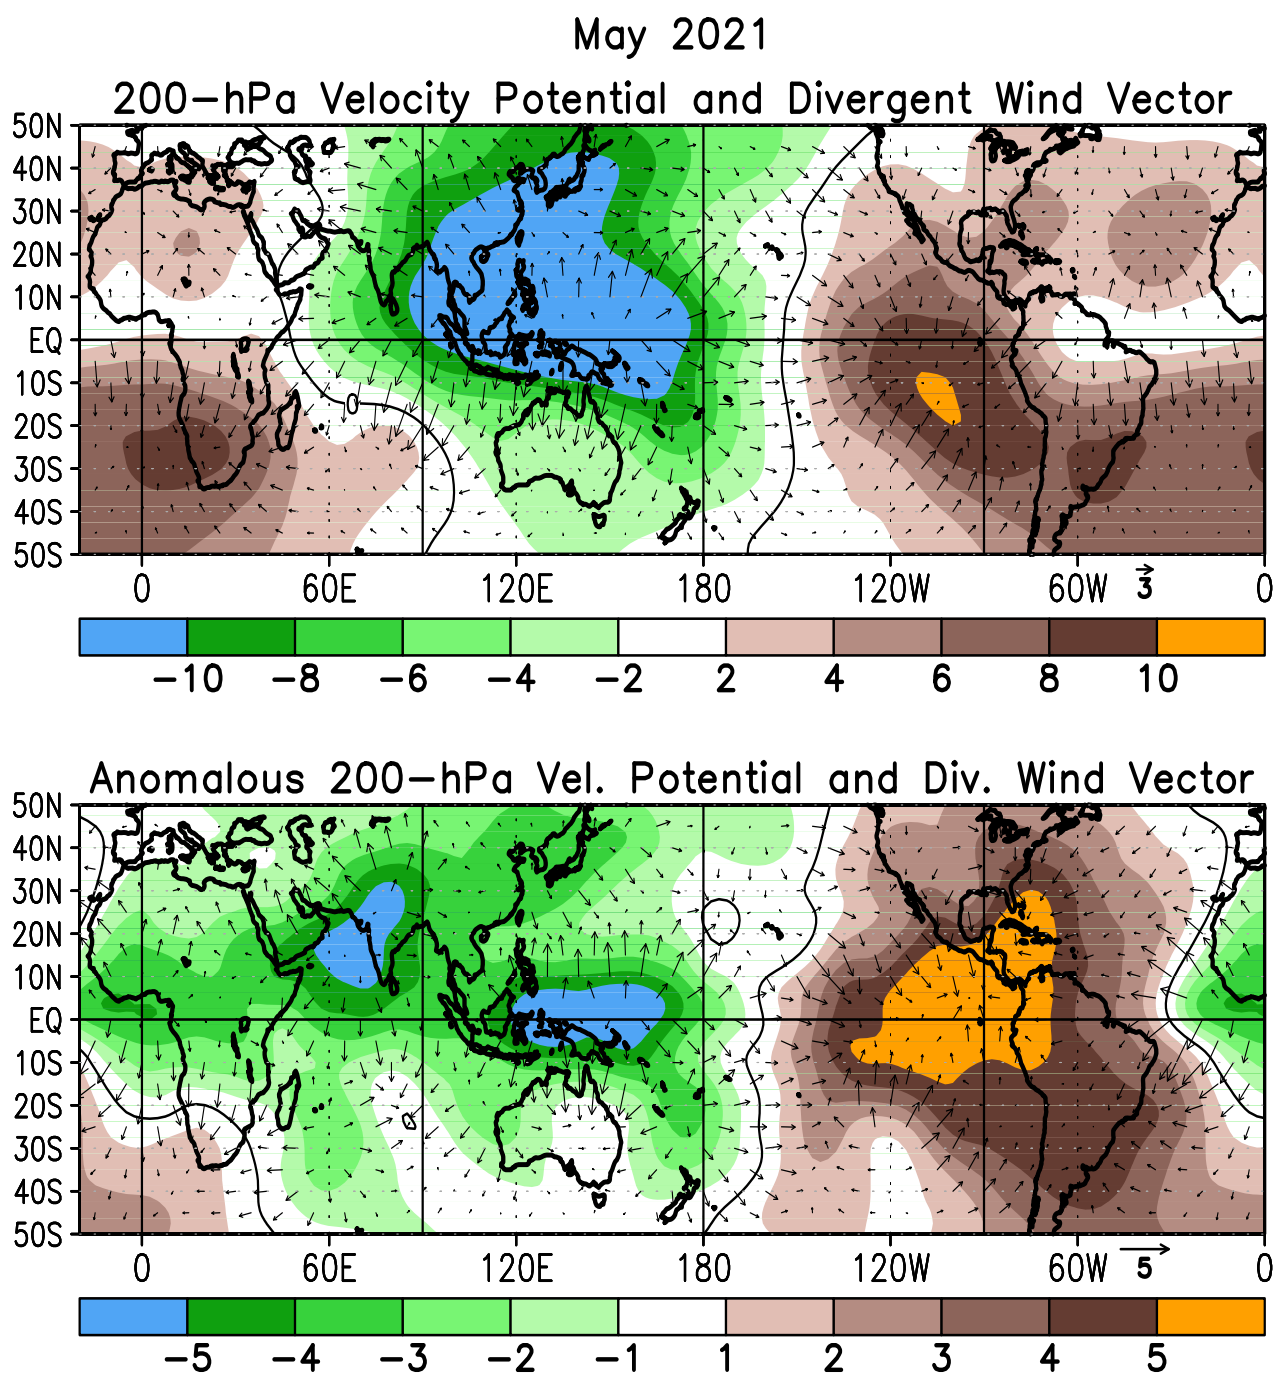 May 2021
200-hPa Velocity Potential and Divergent Wind Vector
50N
40N
30N
20N
10N
EQ
10S
20S
30S
40S
50S
0
0 60E 120E 180 120W 60W 0
3
-10 -8 -6 -4 -2 2 4 6 8 10
Anomalous 200-hPa Vel. Potential and Div. Wind Vector
50N
40N
30N
20N
10N
EQ
10S
20S
30S
40S
50S
0 60E 120E 180 120W 60W 0
5
-5 -4 -3 -2 -1 1 2 3 4 5